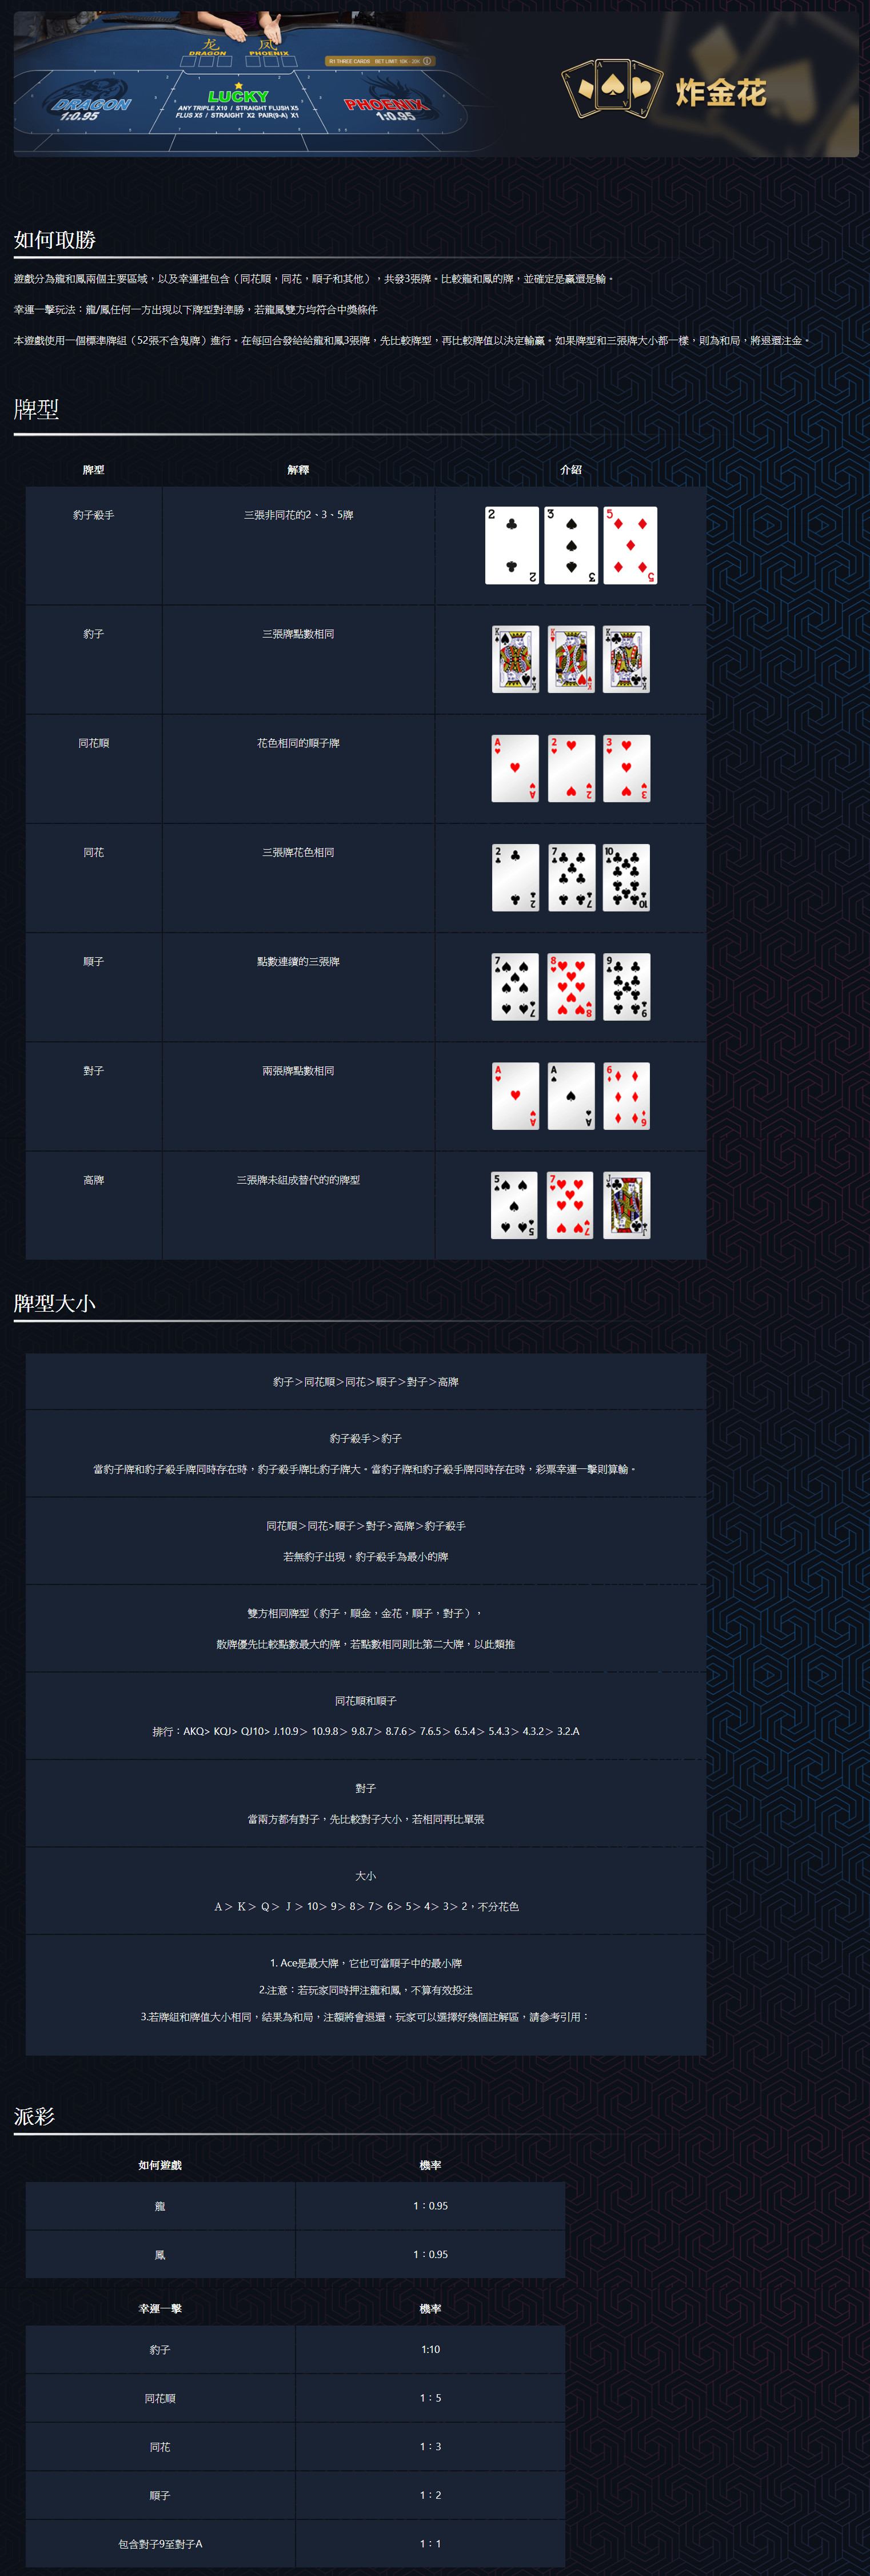 龙 凤
DRAGON PHOENIX
R1 THREE CARDS BET LIMIT 10K - 20K
DRAGON
1:0.95
LUCKY
ANY TRIPLE X10 / STRAIGHT FLUSH X5
FLUS X5 / STRAIGHT X2 PAIR(9-A) X1
PHOENIX
1:0.95
炸金花
如何取勝
遊戲分為龍和鳳兩個主要區域，以及幸運裡包含（同花順，同花，順子和其他），共發3張牌。比較龍和鳳的牌，並確定是贏還是輸。
幸運一擊玩法：龍/鳳任何一方出現以下牌型對準勝，若龍鳳雙方均符合中獎條件
本遊戲使用一個標準牌組（52張不含鬼牌）進行。在每回合發給給龍和鳳3張牌，先比較牌型，再比較牌值以決定輸贏。如果牌型和三張牌大小都一樣，則為和局，將退還注金。
牌型
牌型 解釋 介紹
豹子殺手 三張非同花的2、3、5牌
2 3 5
豹子 三張牌點數相同
K K K
同花順 花色相同的順子牌
A 2 3
同花 三張牌花色相同
2 7 10
順子 點數連續的三張牌
7 8 9
對子 兩張牌點數相同
A A 6
高牌 三張牌未組成替代的的牌型
5 7 J
牌型大小
豹子＞同花順＞同花＞順子＞對子＞高牌
豹子殺手＞豹子
當豹子牌和豹子殺手牌同時存在時，豹子殺手牌比豹子牌大。當豹子牌和豹子殺手牌同時存在時，彩票幸運一擊則算輸。
同花順＞同花>順子＞對子>高牌＞豹子殺手
若無豹子出現，豹子殺手為最小的牌
雙方相同牌型（豹子，順金，金花，順子，對子），
散牌優先比較點數最大的牌，若點數相同則比第二大牌，以此類推
同花順和順子
排行：AKQ> KQJ> QJ10> J.10.9＞ 10.9.8＞ 9.8.7＞ 8.7.6＞ 7.6.5＞ 6.5.4＞ 5.4.3＞ 4.3.2＞ 3.2.A
對子
當兩方都有對子，先比較對子大小，若相同再比單張
大小
Ａ＞Ｋ＞Ｑ＞Ｊ＞ 10＞ 9＞ 8＞ 7＞ 6＞ 5＞ 4＞ 3＞ 2，不分花色
1. Ace是最大牌，它也可當順子中的最小牌
2.注意：若玩家同時押注龍和鳳，不算有效投注
3.若牌組和牌值大小相同，結果為和局，注額將會退還，玩家可以選擇好幾個註解區，請參考引用：
派彩
如何遊戲 機率
龍 1：0.95
鳳 1：0.95
幸運一擊 機率
豹子 1:10
同花順 1：5
同花 1：3
順子 1：2
包含對子9至對子A 1：1